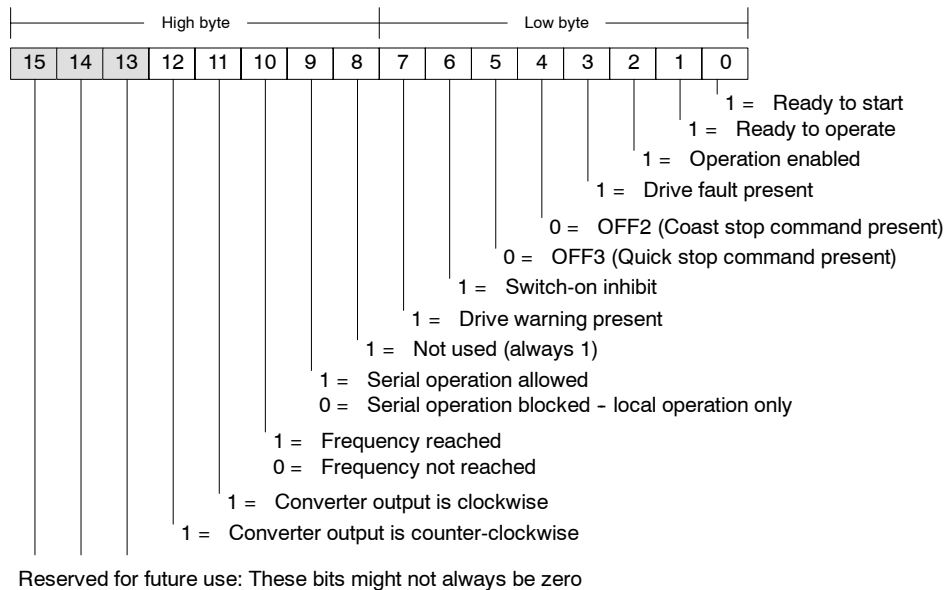 High byte Low byte
15 14 13 12 11 10 9 8 7 6 5 4 3 2 1 0
1 = Ready to start
1 = Ready to operate
1 = Operation enabled
1 = Drive fault present
0 = OFF2 (Coast stop command present)
0 = OFF3 (Quick stop command present)
1 = Switch-on inhibit
1 = Drive warning present
1 = Not used (always 1)
1 = Serial operation allowed
0 = Serial operation blocked - local operation only
1 = Frequency reached
0 = Frequency not reached
1 = Converter output is clockwise
1 = Converter output is counter-clockwise
Reserved for future use: These bits might not always be zero